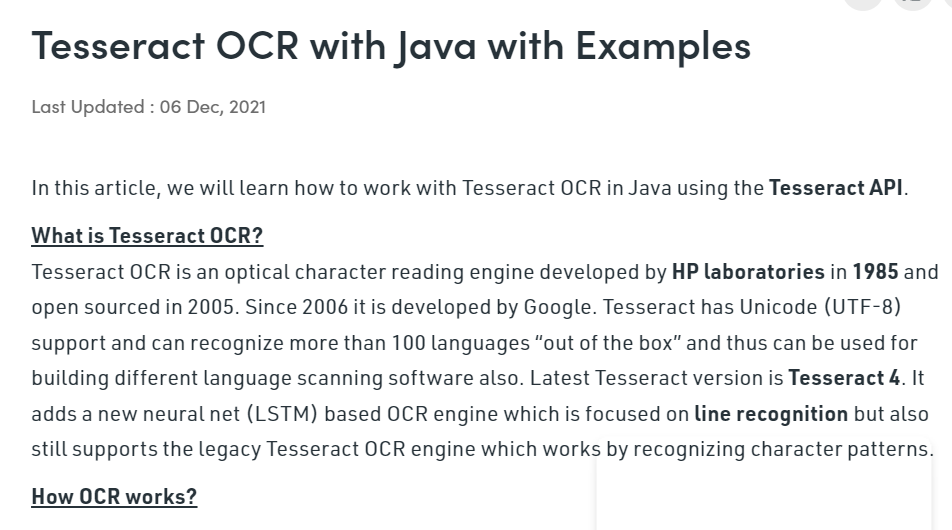 Tesseract OCR with Java with Examples
Last Updated : 06 Dec, 2021
In this article, we will learn how to work with Tesseract OCR in Java using the Tesseract API.
What is Tesseract OCR?
Tesseract OCR is an optical character reading engine developed by HP laboratories in 1985 and
open sourced in 2005. Since 2006 it is developed by Google. Tesseract has Unicode (UTF-8)
support and can recognize more than 100 languages “out of the box” and thus can be used for
building different language scanning software also. Latest Tesseract version is Tesseract 4. It
adds a new neural net (LSTM) based OCR engine which is focused on line recognition but also
still supports the legacy Tesseract OCR engine which works by recognizing character patterns.
How OCR works?